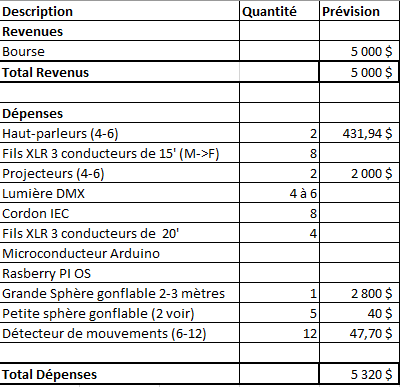 Description Quantité Prévision
Revenues
Bourse 5 000 $
Total Revenus 5 000 $
Dépenses
Haut-parleurs (4-6) 2 431,94 $
Fils XLR 3 conducteurs de 15' (M->F) 8
Projecteurs (4-6) 2 2 000 $
Lumière DMX 4 à 6
Cordon IEC 8
Fils XLR 3 conducteurs de 20' 4
Microconducteur Arduino
Rasberry PI OS
Grande Sphère gonflable 2-3 mètres 1 2 800 $
Petite sphère gonflable (2 voir) 5 40 $
Détecteur de mouvements (6-12) 12 47,70 $
Total Dépenses 5 320 $